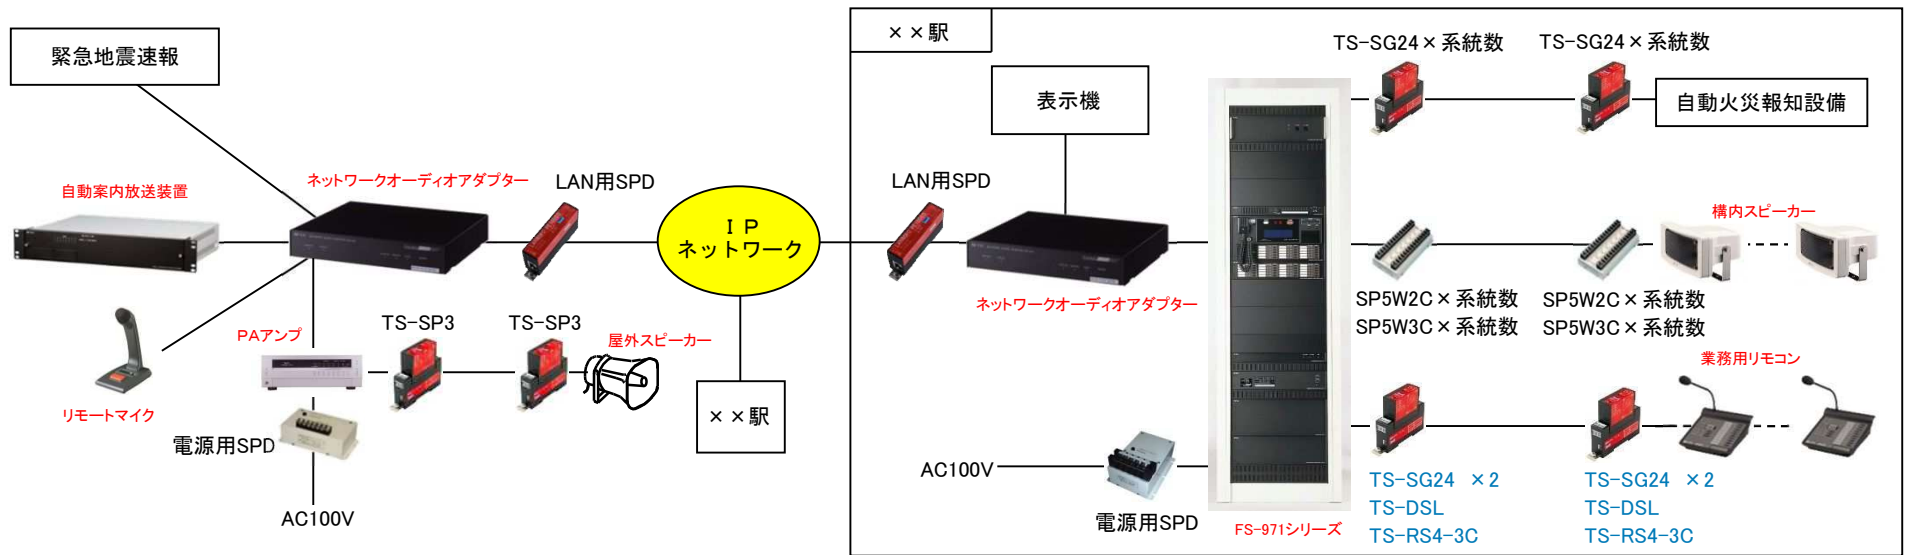 緊急地震速報
自動案内放送装置
ネットワークオーディオアダプター
LAN用SPD
リモートマイク
PAアンプ
TS-SP3
TS-SP3
屋外スピーカー
電源用SPD
AC100V
IP
ネットワーク
××駅
××駅
LAN用SPD
表示機
ネットワークオーディオアダプター
AC100V
電源用SPD
FS-971シリーズ
TS-SG24×系統数
TS-SG24×系統数
自動火災報知設備
構内スピーカー
SP5W2C×系統数
SP5W3C×系統数
SP5W2C×系統数
SP5W3C×系統数
業務用リモコン
TS-SG24 ×2
TS-DSL
TS-RS4-3C
TS-SG24 ×2
TS-DSL
TS-RS4-3C